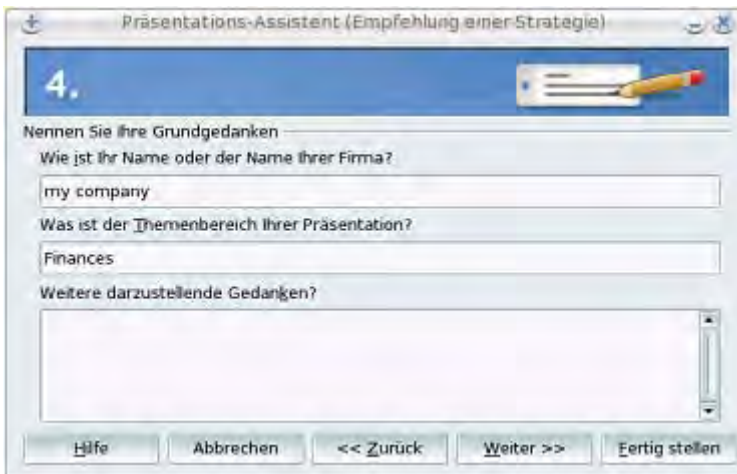 Präsentations-Assistent (Empfehlung einer Strategie)
4.
Nennen Sie Ihre Grundgedanken
Wie ist Ihr Name oder der Name Ihrer Firma?
my company
Was ist der Themenbereich Ihrer Präsentation?
Finances
Weitere darzustellende Gedanken?
Hilfe Abbrechen << Zurück Weiter >> Fertig stellen